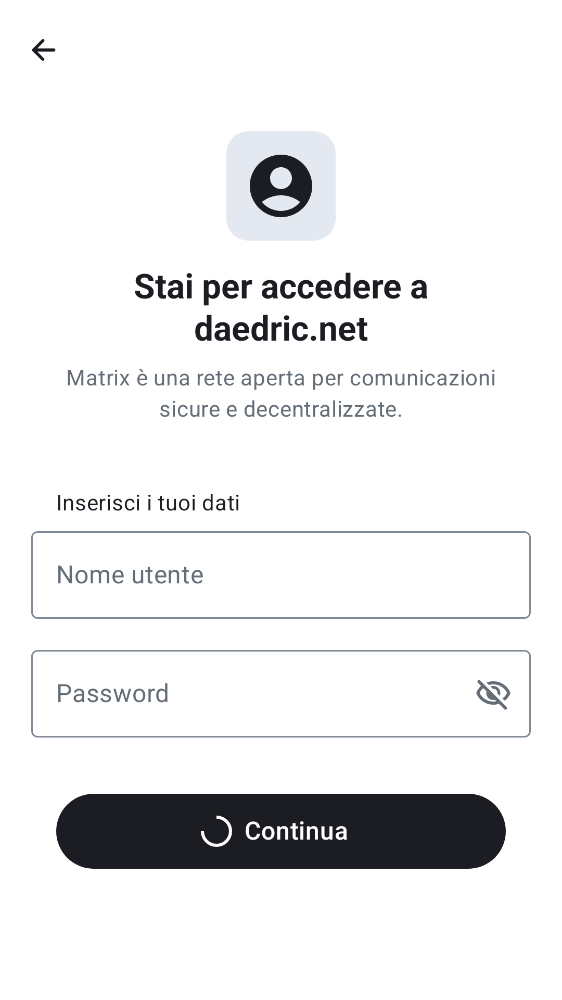 Stai per accedere a
daedric.net
Matrix è una rete aperta per comunicazioni
sicure e decentralizzate.
Inserisci i tuoi dati
Nome utente
Password
Continua